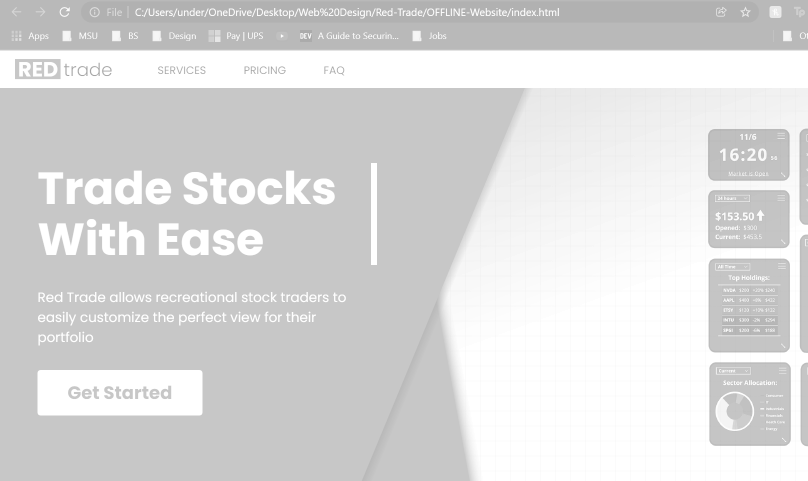 File | C:/Users/under/OneDrive/Desktop/Web%20Design/Red-Trade/OFFLINE-Website/index.html
Apps MSU BS Design Pay | UPS DEV A Guide to Securin... Jobs
RED trade SERVICES PRICING FAQ
Trade Stocks
With Ease
Red Trade allows recreational stock traders to
easily customize the perfect view for their
portfolio
Get Started
11/6
16:20 56
Market is Open
24 hours
$153.50
Opened: $300
Current: $453.5
All Time
Top Holdings:
NVDA
AAPL
ETSY
INTU
Current
Sector Allocation: